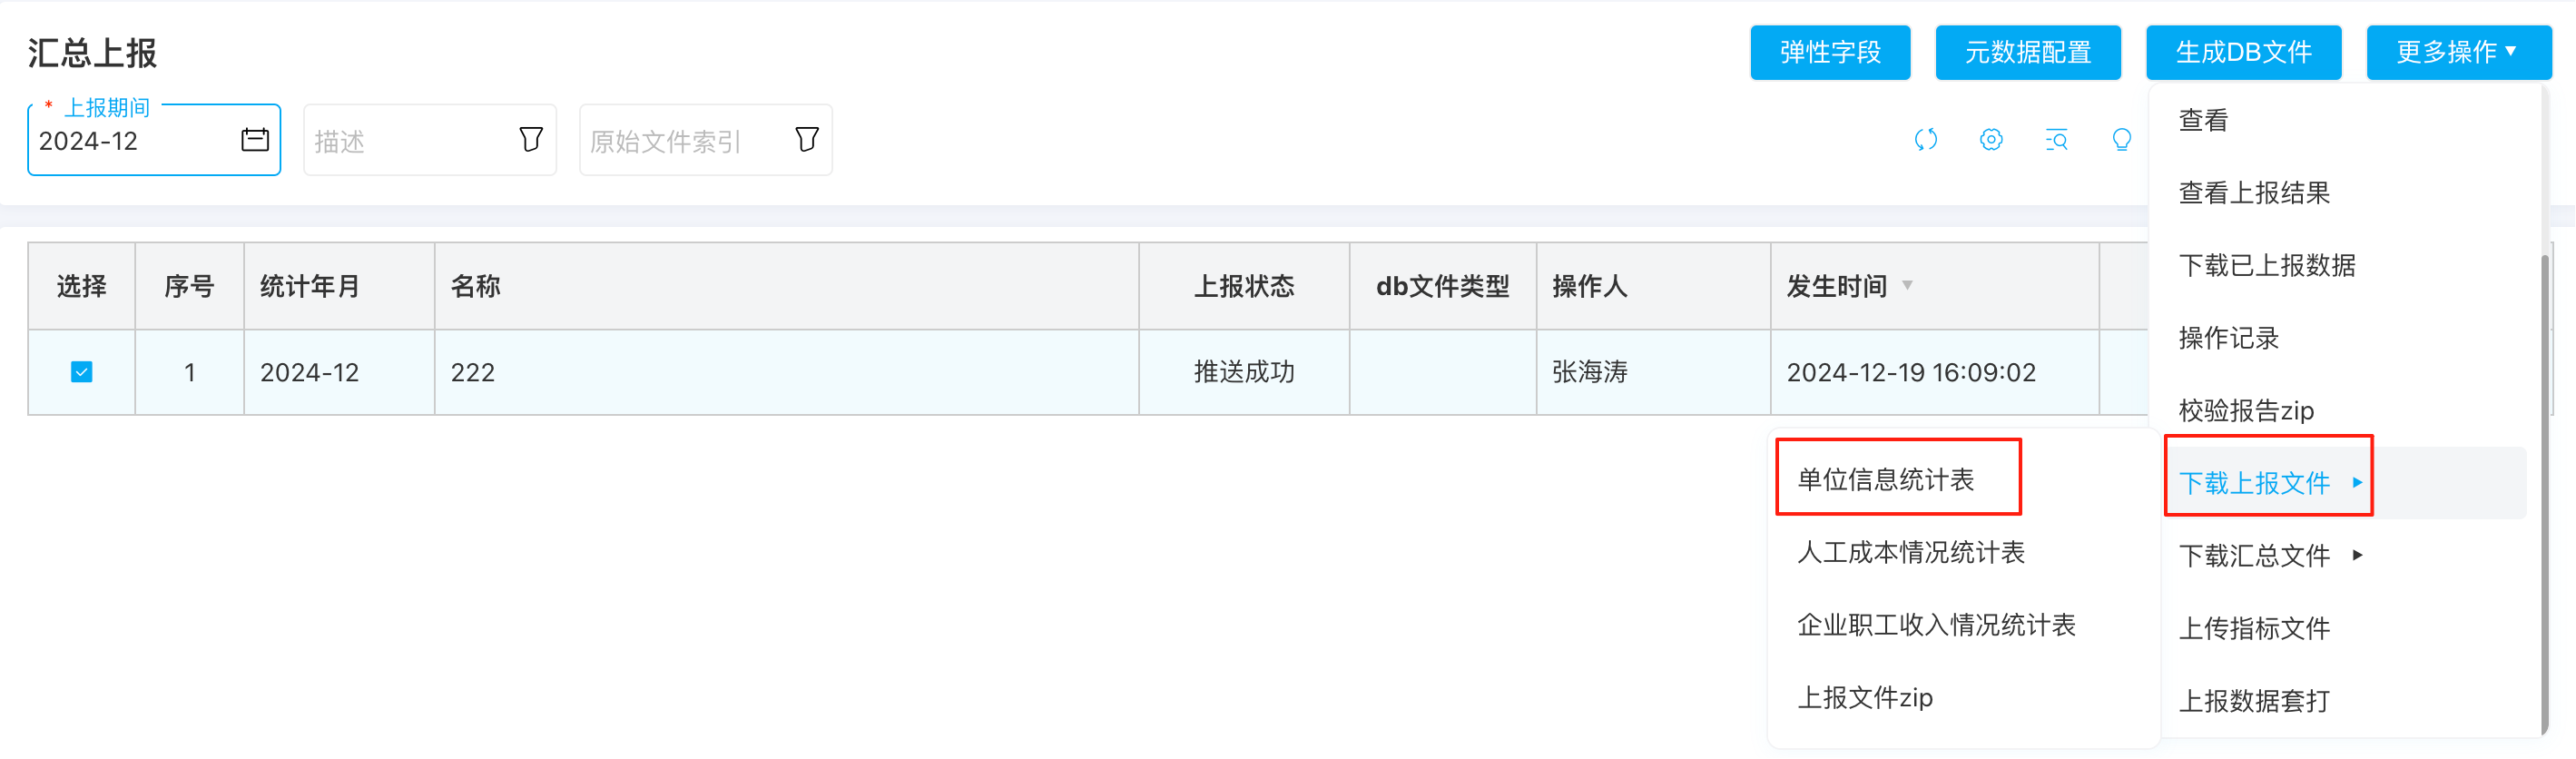 汇总上报
弹性字段 元数据配置 生成DB文件 更多操作
* 上报期间
2024-12 描述 原始文件索引
选择 序号 统计年月 名称 上报状态 db文件类型 操作人 发生时间
1 2024-12 222 推送成功 张海涛 2024-12-19 16:09:02
查看
查看上报结果
下载已上报数据
操作记录
校验报告zip
下载上报文件
下载汇总文件
上传指标文件
上报数据套打
单位信息统计表
人工成本情况统计表
企业职工收入情况统计表
上报文件zip